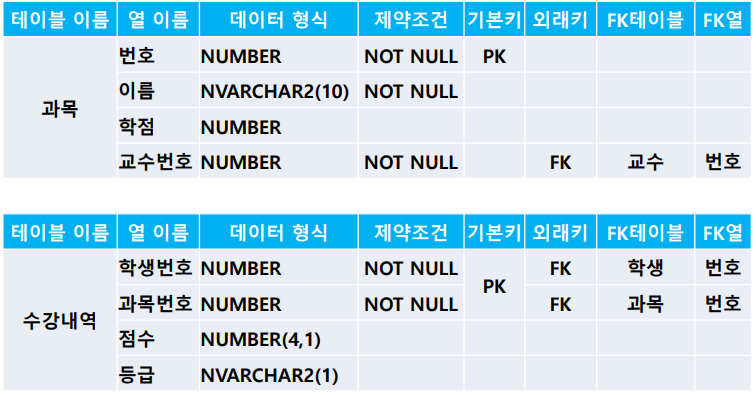 테이블 이름 열 이름 데이터 형식 제약조건 기본키 외래키 FK테이블 FK열
과목 번호 NUMBER NOT NULL PK
이름 NVARCHAR2(10) NOT NULL
학점 NUMBER
교수번호 NUMBER NOT NULL FK 교수 번호
테이블 이름 열 이름 데이터 형식 제약조건 기본키 외래키 FK테이블 FK열
수강내역 학생번호 NUMBER NOT NULL PK FK 학생 번호
과목번호 NUMBER NOT NULL FK 과목 번호
점수 NUMBER(4,1)
등급 NVARCHAR2(1)